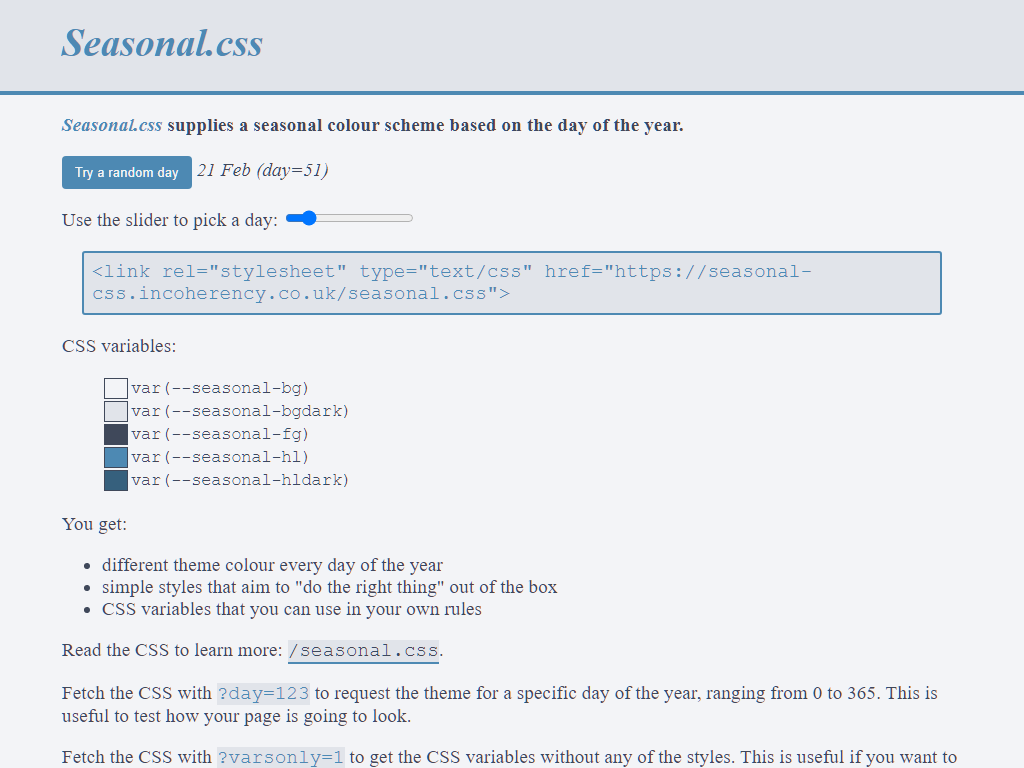 Seasonal.css
Seasonal.css supplies a seasonal colour scheme based on the day of the year.
Try a random day 21 Feb (day=51)
Use the slider to pick a day:
<link rel="stylesheet" type="text/css" href="https://seasonal-
css.incoherency.co.uk/seasonal.css">
CSS variables:
var(--seasonal-bg)
var(--seasonal-bgdark)
var(--seasonal-fg)
var(--seasonal-hl)
var(--seasonal-hldark)
You get:
• different theme colour every day of the year
• simple styles that aim to "do the right thing" out of the box
• CSS variables that you can use in your own rules
Read the CSS to learn more: /seasonal.css.
Fetch the CSS with ?day=123 to request the theme for a specific day of the year, ranging from 0 to 365. This is
useful to test how your page is going to look.
Fetch the CSS with ?varsonly=1 to get the CSS variables without any of the styles. This is useful if you want to